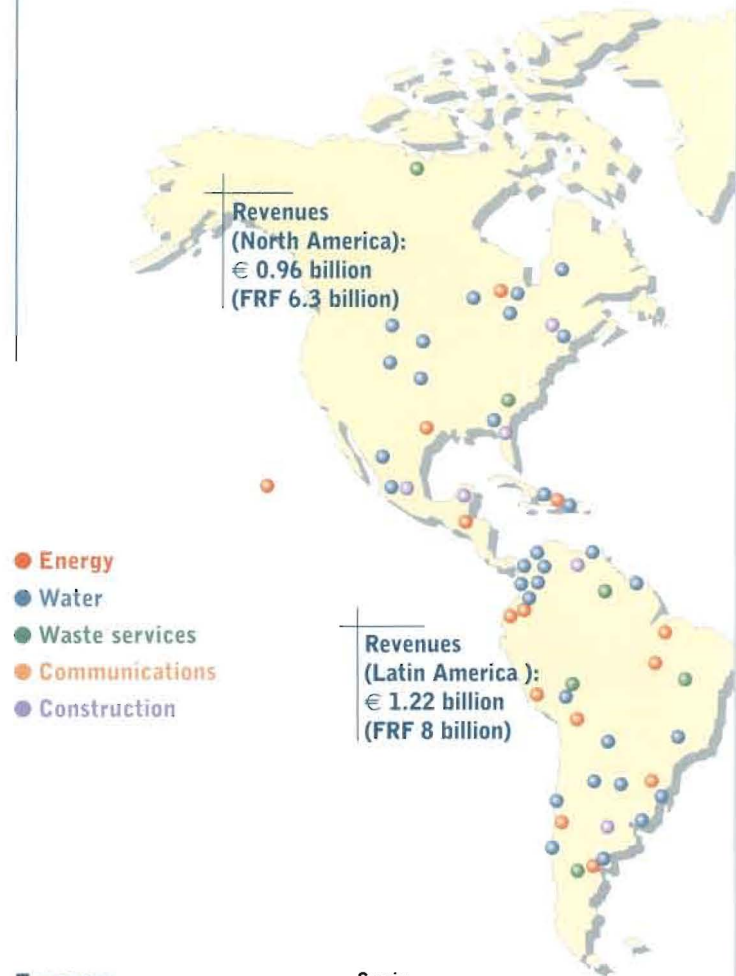 Revenues
(North America):
€ 0.96 billion
(FRF 6.3 billion)
Energy
Water
Waste services
Communications
Construction
Revenues
(Latin America ):
€ 1.22 billion
(FRF 8 billion)